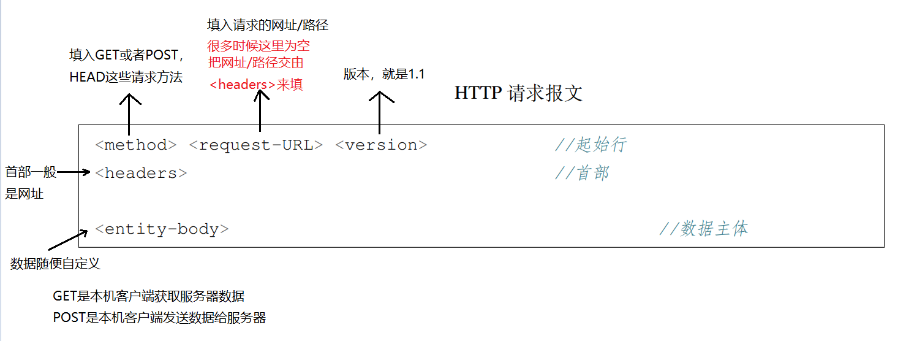 填入请求的网址/路径
很多时候这里为空
把网址/路径交由
<headers>来填
填入GET或者POST,
HEAD这些请求方法
版本，就是1.1
HTTP 请求报文
<method> <request-URL> <version> //起始行
首部一般
是网址
<headers> //首部
<entity-body> //数据主体
数据随便自定义
GET是本机客户端获取服务器数据
POST是本机客户端发送数据给服务器